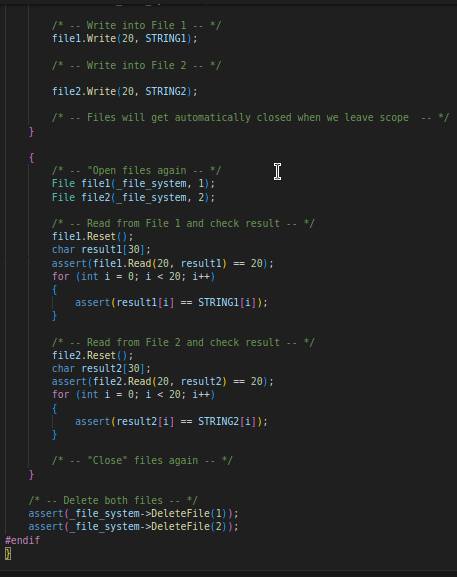 /* -- Write into File 1 -- */
file1.Write(20, STRING1);
/* -- Write into File 2 -- */
file2.Write(20, STRING2);
/* -- Files will get automatically closed when we leave scope  -- */
}
{
/* -- "Open files again -- */
File file1(_file_system, 1);
File file2(_file_system, 2);
/* -- Read from File 1 and check result -- */
file1.Reset();
char result1[30];
assert(file1.Read(20, result1) == 20);
for (int i = 0; i < 20; i++)
{
assert(result1[i] == STRING1[i]);
}
/* -- Read from File 2 and check result -- */
file2.Reset();
char result2[30];
assert(file2.Read(20, result2) == 20);
for (int i = 0; i < 20; i++)
{
assert(result2[i] == STRING2[i]);
}
/* -- "Close" files again -- */
}
/* -- Delete both files -- */
assert(_file_system->DeleteFile(1));
assert(_file_system->DeleteFile(2));
#endif
}